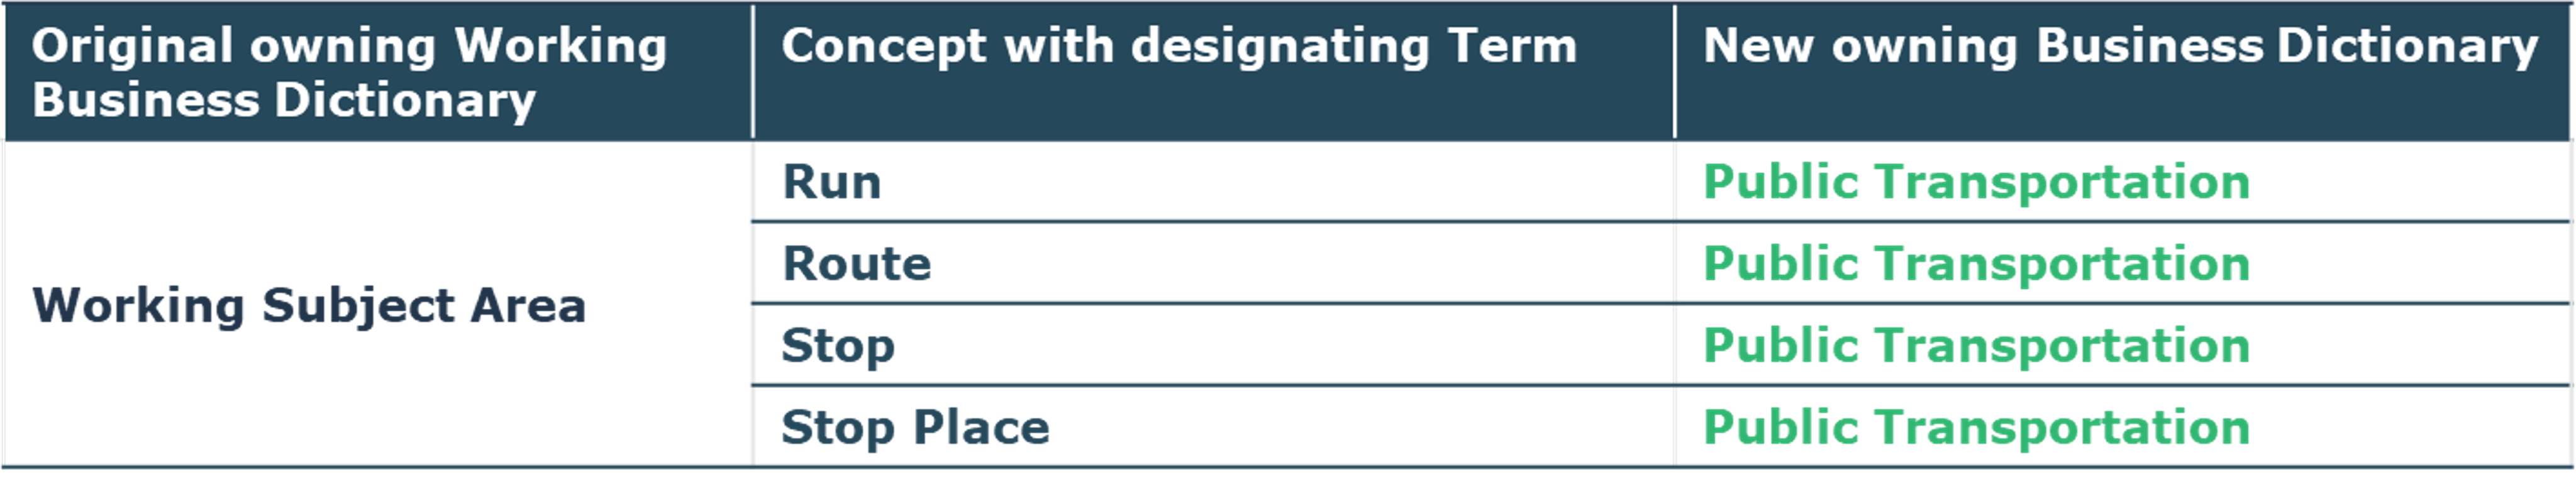 Original owning Working
Business Dictionary
Concept with designating Term
New owning Business Dictionary
Working Subject Area
Run
Public Transportation
Route
Public Transportation
Stop
Public Transportation
Stop Place
Public Transportation